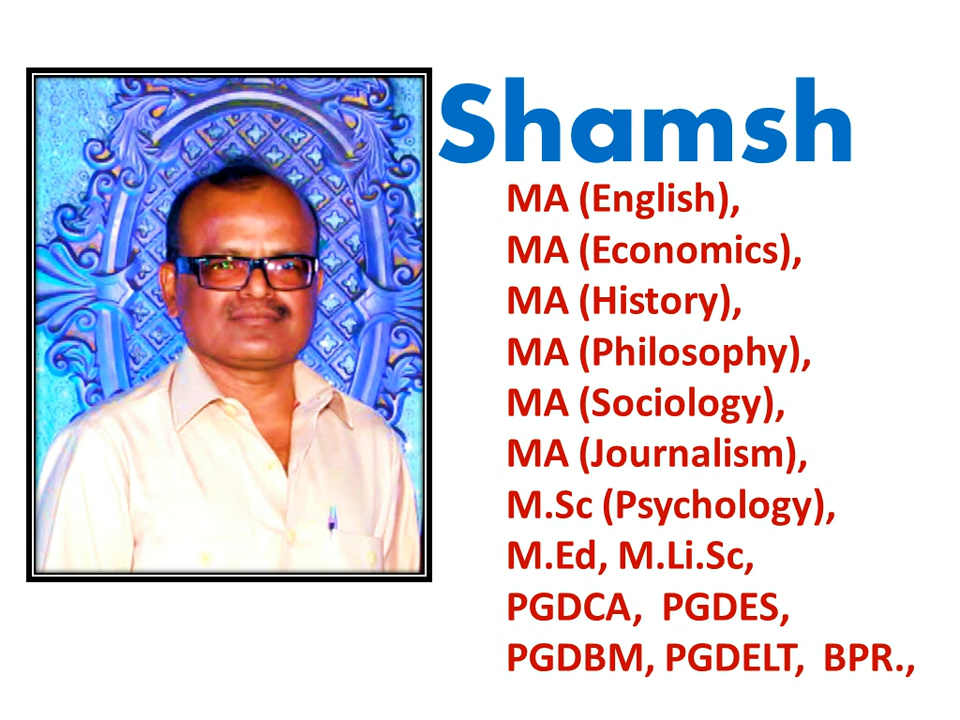 Shamsh
MA (English),
MA (Economics),
MA (History),
MA (Philosophy),
MA (Sociology),
MA (Journalism),
M.Sc (Psychology),
M.Ed, M.Li.Sc,
PGDCA, PGDES,
PGDBM, PGDELT, BPR.,